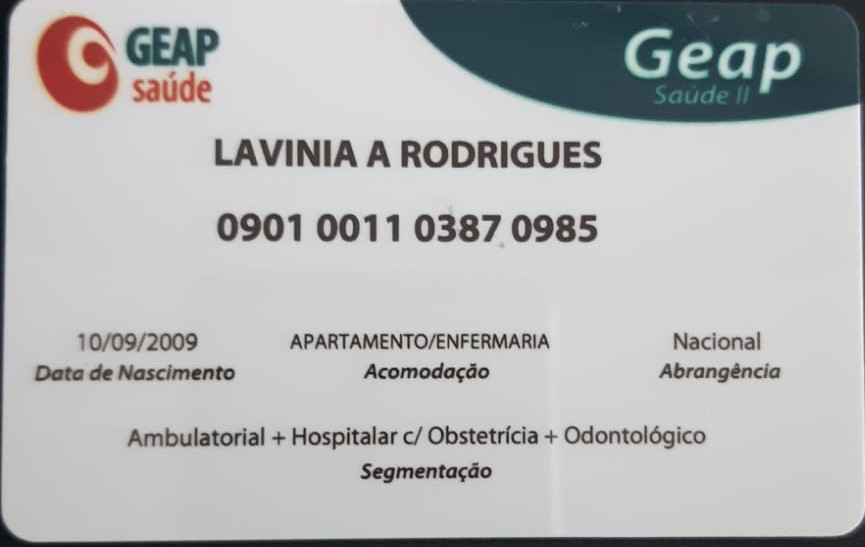 GEAP
saúde
Geap
Saúde II
LAVINIA A RODRIGUES
0901 0011 0387 0985
10/09/2009 APARTAMENTO/ENFERMARIA Nacional
Data de Nascimento Acomodação Abrangência
Ambulatorial + Hospitalar c/ Obstetrícia + Odontológico
Segmentação